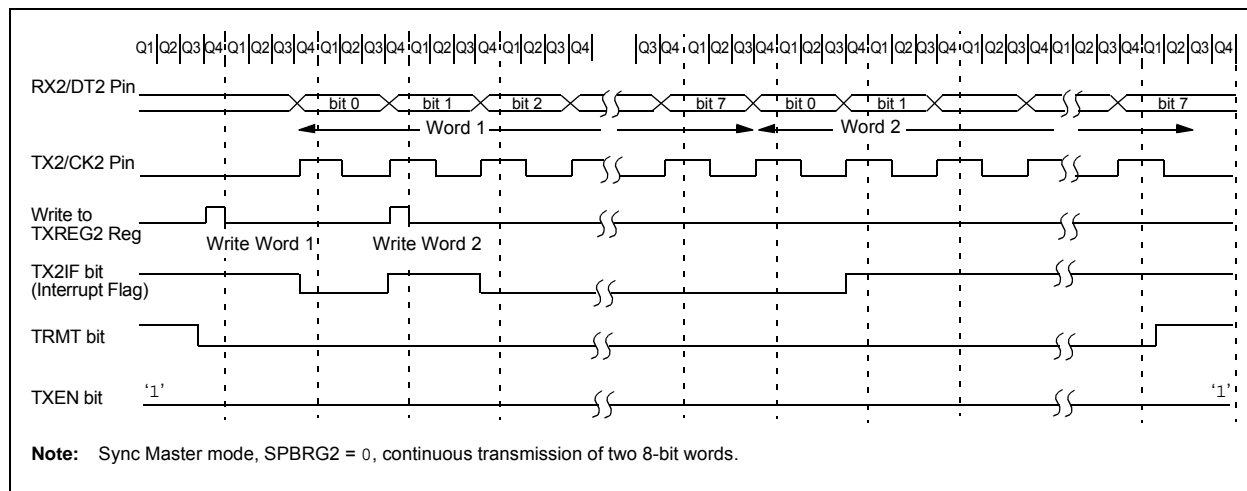 Q1 Q2 Q3 Q4 Q1 Q2 Q3 Q4 Q1 Q2 Q3 Q4 Q1 Q2 Q3 Q4 Q1 Q2 Q3 Q4 Q3 Q4 Q1 Q2 Q3 Q4 Q1 Q2 Q3 Q4 Q1 Q2 Q3 Q4 Q1 Q2 Q3 Q4 Q1 Q2 Q3 Q4 Q1 Q2 Q3 Q4
RX2/DT2 Pin
bit 0 bit 1 bit 2 bit 7 bit 0 bit 1 bit 7
Word 1 Word 2
TX2/CK2 Pin
Write to
TXREG2 Reg
Write Word 1 Write Word 2
TX2IF bit
(Interrupt Flag)
TRMT bit
TXEN bit
‘1’ ‘1’
Note: Sync Master mode, SPBRG2 = 0, continuous transmission of two 8-bit words.